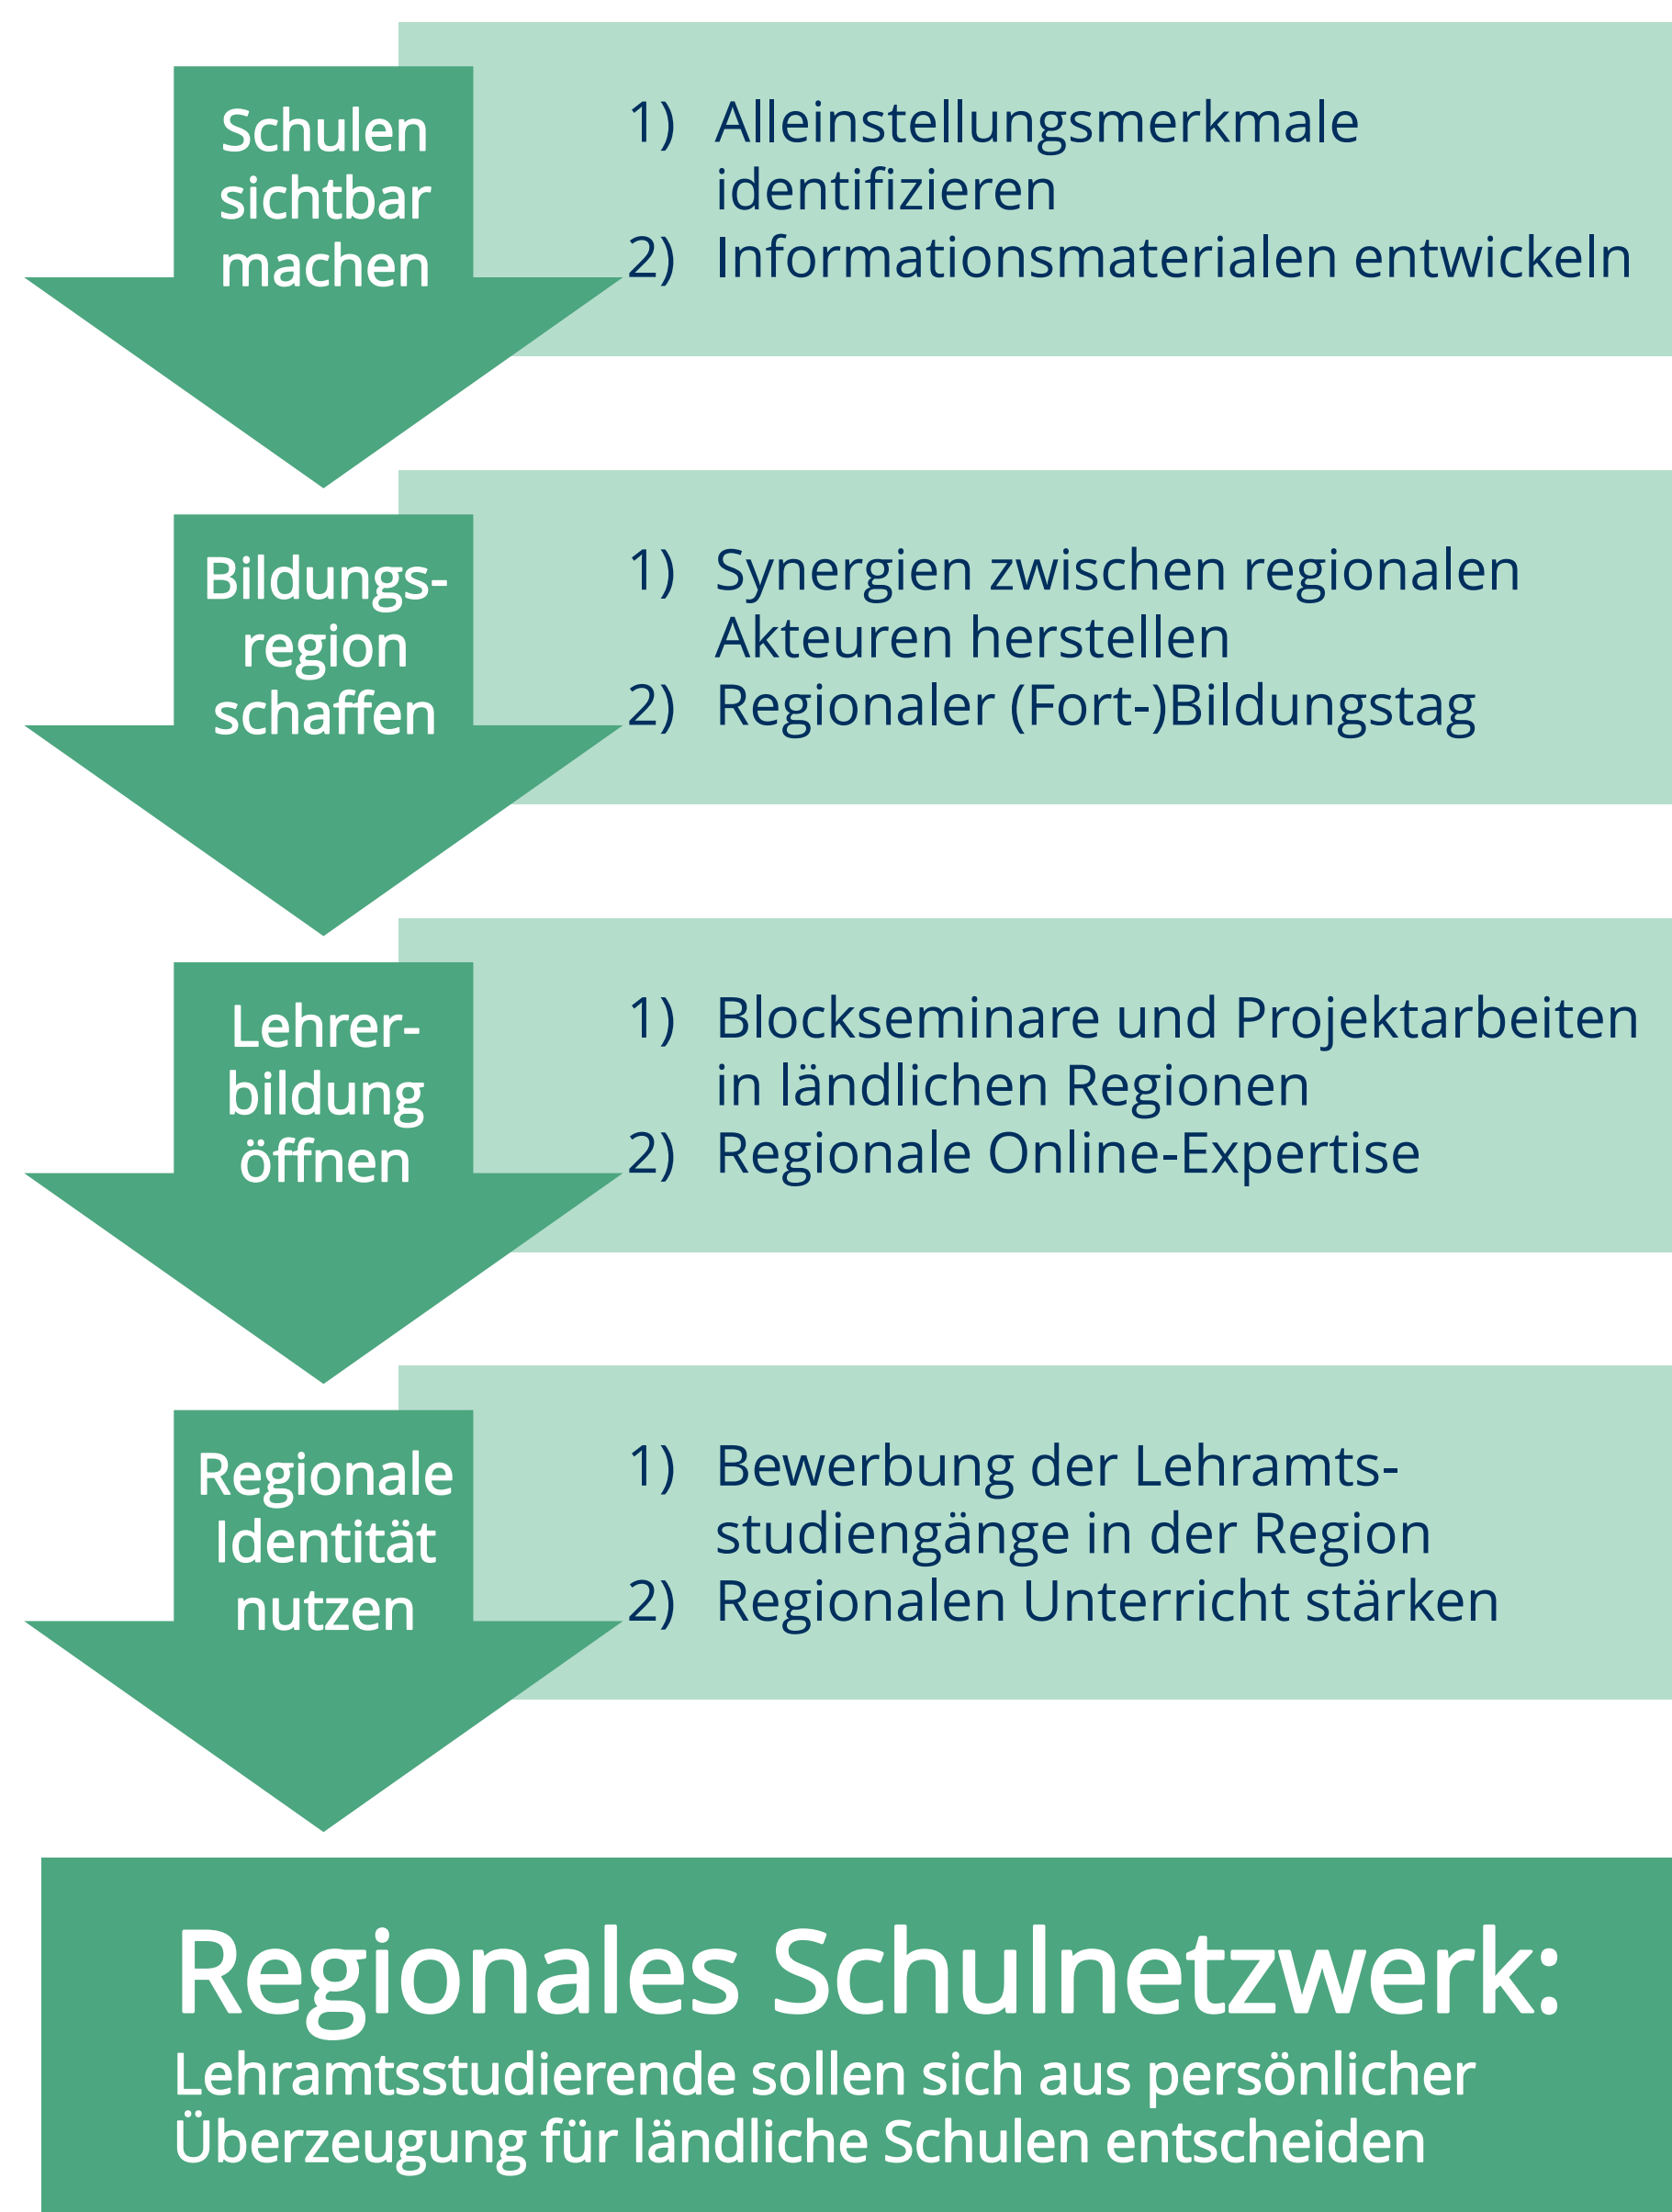 Schulen
sichtbar
machen
1) Alleinstellungsmerkmale
identifizieren
2) Informationsmaterialen entwickeln
Bildungs-
region
schaffen
1) Synergien zwischen regionalen
Akteuren herstellen
2) Regionaler (Fort-)Bildungstag
Lehrer-
bildung
öffnen
1) Blockseminare und Projektarbeiten
in ländlichen Regionen
2) Regionale Online-Expertise
Regionale
Identität
nutzen
1) Bewerbung der Lehramts-
studiengänge in der Region
2) Regionalen Unterricht stärken
Regionales Schulnetzwerk:
Lehramtsstudierende sollen sich aus persönlicher
Überzeugung für ländliche Schulen entscheiden